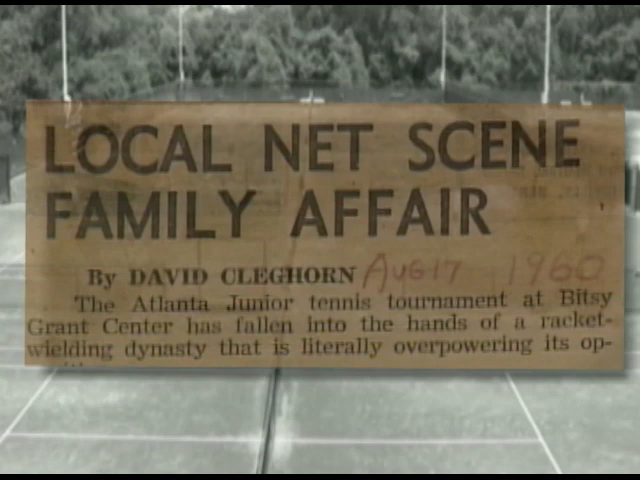 LOCAL NET SCENE
FAMILY AFFAIR
By DAVID CLEGHORN AUG 17 1960
The Atlanta Junior tennis tournament at Bitsy
Grant Center has fallen into the hands of a racket-
wielding dynasty that is literally overpowering its op-